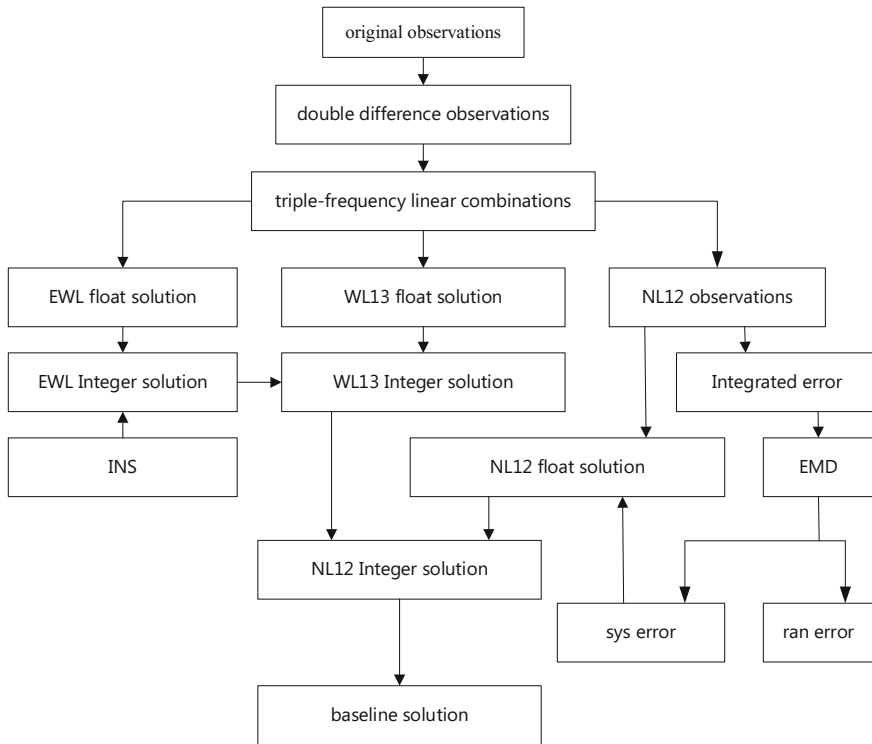 original observations
double difference observations
triple-frequency linear combinations
EWL float solution
WL13 float solution
NL12 observations
EWL Integer solution
WL13 Integer solution
Integrated error
INS
NL12 float solution
EMD
NL12 Integer solution
sys error
ran error
baseline solution